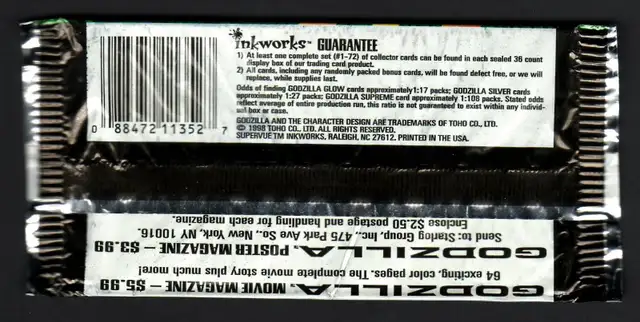 inkworks™ GUARANTEE
1) At least one complete set (#1-72) of collector cards can be found in each sealed 36 count
display box of our trading card product.
2) All cards, including any randomly packed bonus cards, will be found defect free, or we will
replace, while supplies last.
Odds of finding GODZILLA GLOW cards approximately 1:17 packs; GODZILLA SILVER cards
approximately 1:27 packs; GODZILLA SUPREME card approximately 1:108 packs. Stated odds
reflect average of entire production run, this ratio is not guaranteed to exist within any individ-
ual box or case.
GODZILLA AND THE CHARACTER DESIGN ARE TRADEMARKS OF TOHO CO., LTD.
© 1998 TOHO CO., LTD. ALL RIGHTS RESERVED.
SUPERVUE™ INKWORKS, RALEIGH, NC 27612. PRINTED IN THE USA.
0 88472 11352 7
GODZILLA, MOVIE MAGAZINE — $5.99
64 exciting, color pages. The complete movie story plus much more!
GODZILLA, POSTER MAGAZINE — $3.99
Send to: Starlog Group, Inc., 475 Park Ave So., New York, NY 10016.
Enclose $2.50 postage and handling for each magazine.